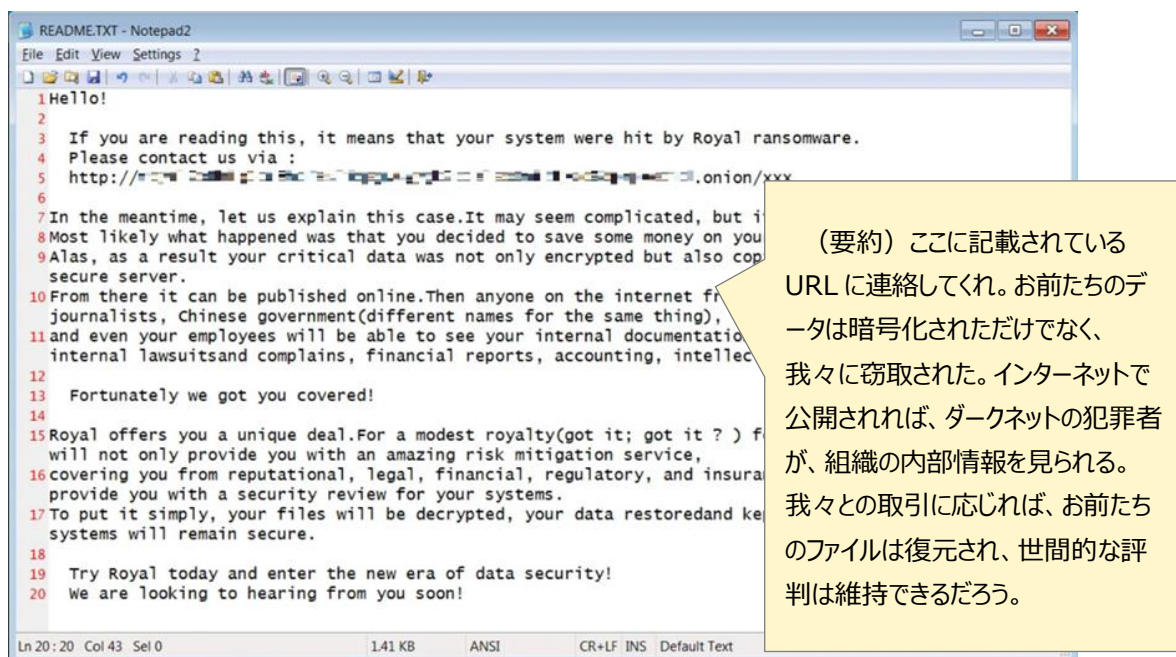 README.TXT - Notepad2
File Edit View Settings ?
1 Hello!
2
3 If you are reading this, it means that your system were hit by Royal ransomware.
4 Please contact us via :
5 http:// .onion/xxx
6
7 In the meantime, let us explain this case.It may seem complicated, but
8 Most likely what happened was that you decided to save some money on
9 Alas, as a result your critical data was not only encrypted but also
secure server.
10 From there it can be published online.Then anyone on the internet
journalists, Chinese government(different names for the same thing),
11 and even your employees will be able to see your internal
internal lawsuitsand complains, financial reports, accounting,
12
13 Fortunately we got you covered!
14
15 Royal offers you a unique deal.For a modest royalty(got it; got it ? )
will not only provide you with an amazing risk mitigation service,
16 covering you from reputational, legal, financial, regulatory, and
provide you with a security review for your systems.
17 To put it simply, your files will be decrypted, your data restoredand
systems will remain secure.
18
19 Try Royal today and enter the new era of data security!
20 We are looking to hearing from you soon!
Ln 20 : 20 Col 43 Sel 0 1.41 KB ANSI CR+LF INS Default Text
（要約）ここに記載されている
URL に連絡してくれ。お前たちのデ
ータは暗号化されただけでなく、
我々に窃取された。インターネットで
公開されれば、ダークネットの犯罪者
が、組織の内部情報を見られる。
我々との取引に応じれば、お前たち
のファイルは復元され、世間的な評
判は維持できるだろう。